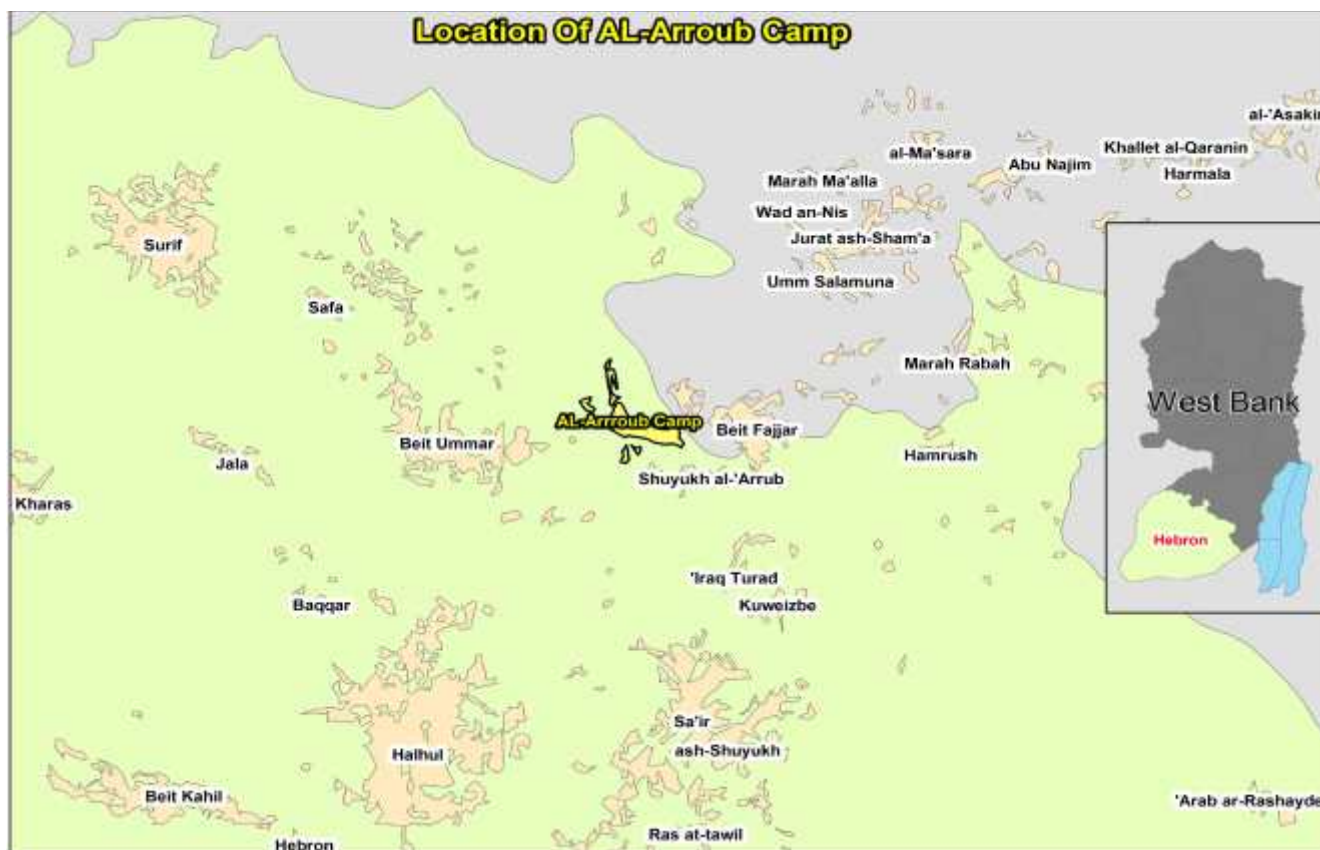 Location Of AL-Arroub Camp
al-'Asakir
al-Ma'sara
Khallet al-Qaranin
Abu Najim
Harmala
Marah Ma'alla
Wad an-Nis
Surif
Jurat ash-Sham'a
Umm Salamuna
Safa
Marah Rabah
West Bank
AL-Arrroub Camp
Beit Fajjar
Beit Ummar
Hamrush
Jala
Shuyukh al-'Arrub
Kharas
Hebron
'Iraq Turad
Baqqar
Kuweizbe
Sa'ir
ash-Shuyukh
Halhul
Beit Kahil
'Arab ar-Rashayde
Ras at-tawil
Hebron